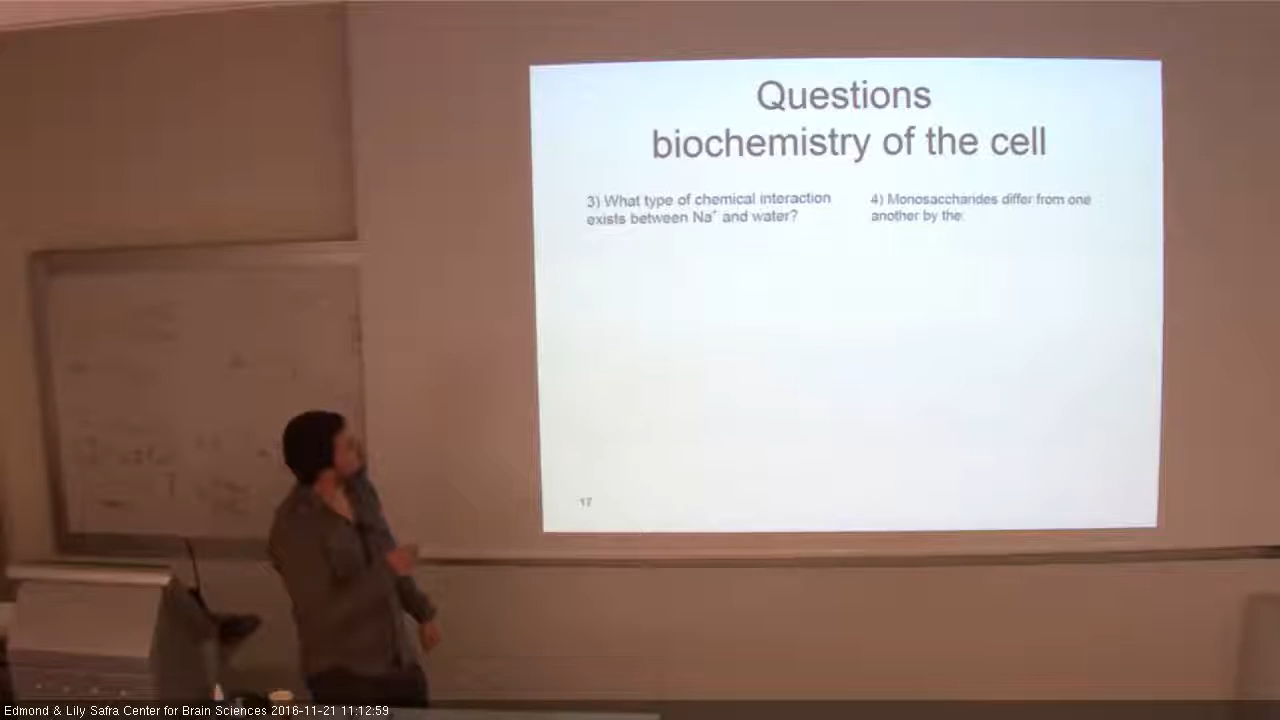 Questions
biochemistry of the cell
3) What type of chemical interaction
exists between Na⁺ and water?
4) Monosaccharides differ from one
another by the:
17
Edmond & Lily Safra Center for Brain Sciences 2016-11-21 11:12:59